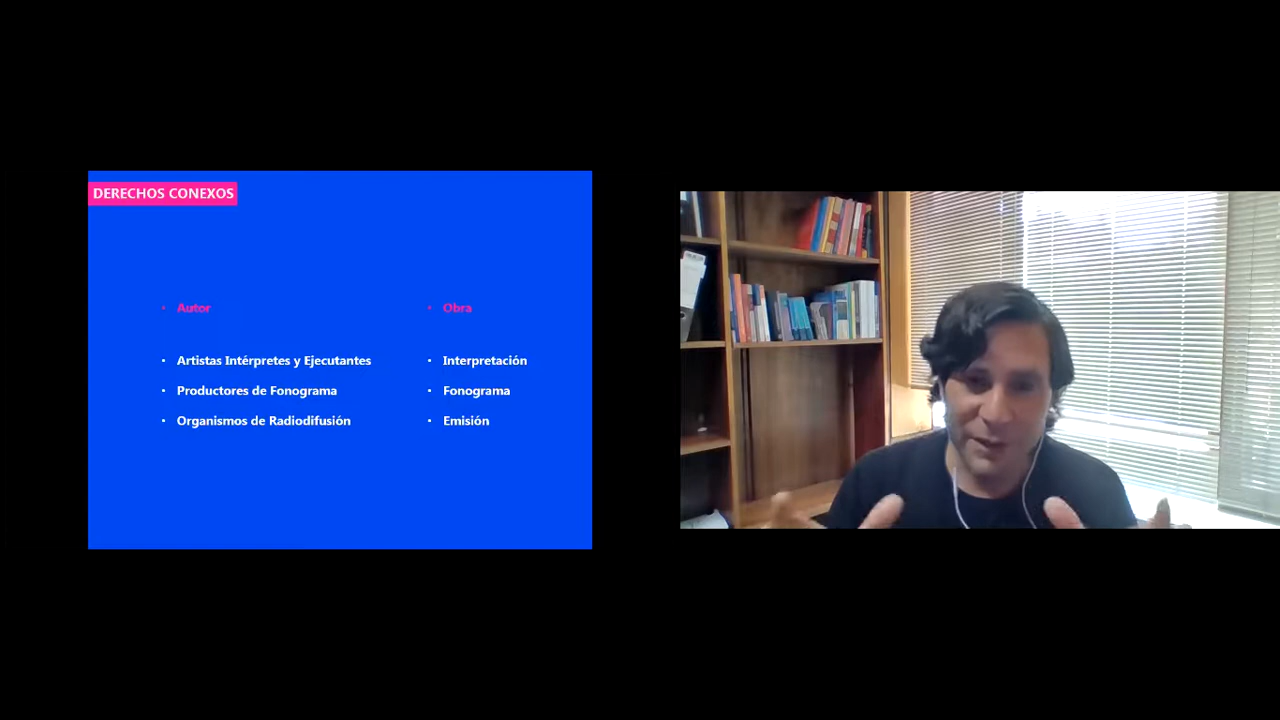 DERECHOS CONEXOS
• Autor
• Obra
• Artistas Intérpretes y Ejecutantes
• Interpretación
• Productores de Fonograma
• Fonograma
• Organismos de Radiodifusión
• Emisión